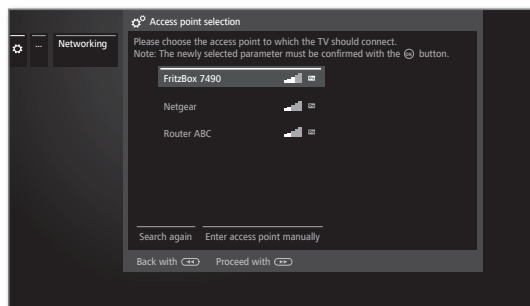 Access point selection
... Networking
Please choose the access point to which the TV should connect.
Note: The newly selected parameter must be confirmed with the OK button.
FritzBox 7490
Netgear
Router ABC
Search again Enter access point manually
Back with Proceed with